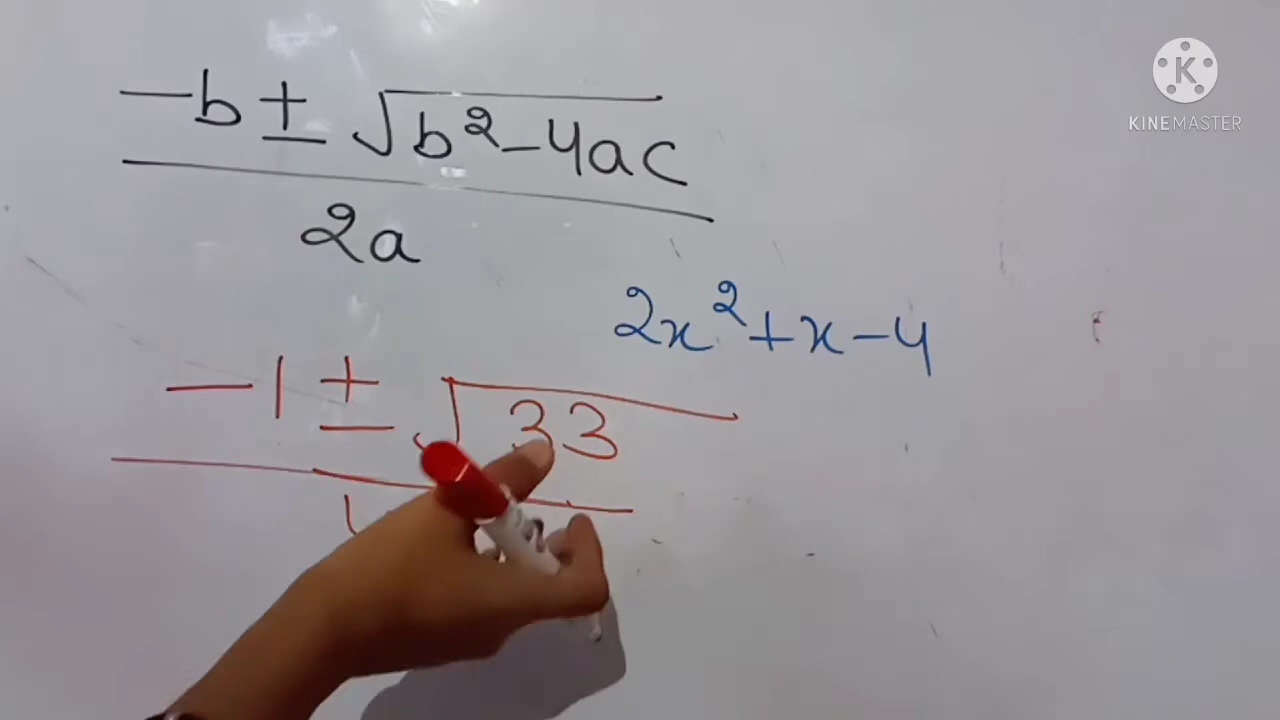 -b ± √b²-4ac
2a
2x²+x-4
-1 ± √33
K
KINEMASTER